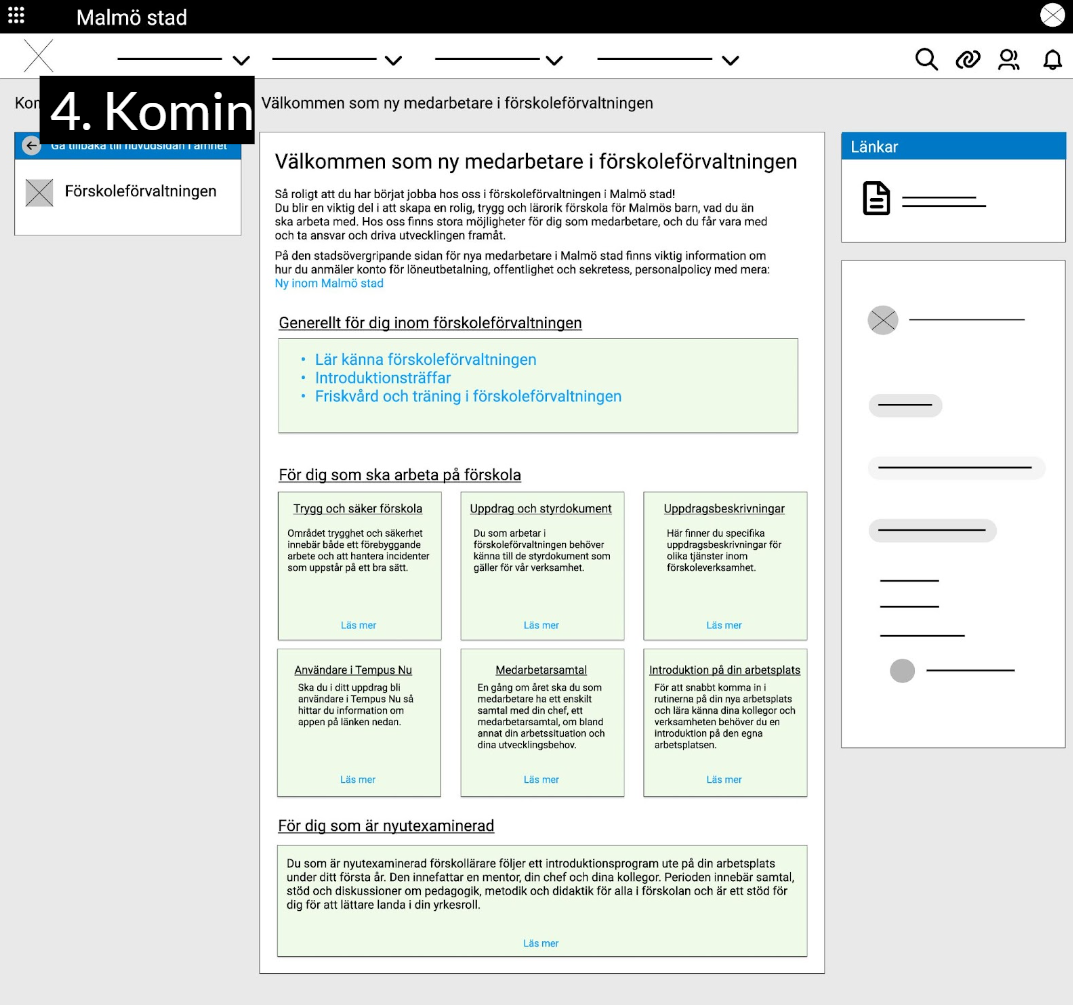 Malmö stad
Kom
4. Komin
Välkommen som ny medarbetare i förskoleförvaltningen
Gå tillbaka till huvudsidan i ämnet
Förskoleförvaltningen
Välkommen som ny medarbetare i förskoleförvaltningen
Så roligt att du har börjat jobba hos oss i förskoleförvaltningen i Malmö stad!
Du blir en viktig del i att skapa en rolig, trygg och lärorik förskola för Malmös barn, vad du än
ska arbeta med. Hos oss finns stora möjligheter för dig som medarbetare, och du får vara med
och ta ansvar och driva utvecklingen framåt.
På den stadsövergripande sidan för nya medarbetare i Malmö stad finns viktig information om
hur du anmäler konto för löneutbetalning, offentlighet och sekretess, personalpolicy med mera:
Ny inom Malmö stad
Generellt för dig inom förskoleförvaltningen
• Lär känna förskoleförvaltningen
• Introduktionsträffar
• Friskvård och träning i förskoleförvaltningen
För dig som ska arbeta på förskola
Trygg och säker förskola
Området trygghet och säkerhet
innebär både ett förebyggande
arbete och att hantera incidenter
som uppstår på ett bra sätt.
Läs mer
Uppdrag och styrdokument
Du som arbetar i
förskoleförvaltningen behöver
känna till de styrdokument som
gäller för vår verksamhet.
Läs mer
Uppdragsbeskrivningar
Här finner du specifika
uppdragsbeskrivningar för
olika tjänster inom
förskoleverksamhet.
Läs mer
Användare i Tempus Nu
Ska du i ditt uppdrag bli
användare i Tempus Nu så
hittar du information om
appen på länken nedan.
Läs mer
Medarbetarsamtal
En gång om året ska du som
medarbetare ha ett enskilt
samtal med din chef, ett
medarbetarsamtal, om bland
annat din arbetssituation och
dina utvecklingsbehov.
Läs mer
Introduktion på din arbetsplats
För att snabbt komma in i
rutinerna på din nya arbetsplats
och lära känna dina kollegor och
verksamheten behöver du en
introduktion på den egna
arbetsplatsen.
Läs mer
För dig som är nyutexaminerad
Du som är nyutexaminerad förskollärare följer ett introduktionsprogram ute på din arbetsplats
under ditt första år. Den innefattar en mentor, din chef och dina kollegor. Perioden innebär samtal,
stöd och diskussioner om pedagogik, metodik och didaktik för alla i förskolan och är ett stöd för
dig för att lättare landa i din yrkesroll.
Läs mer
Länkar